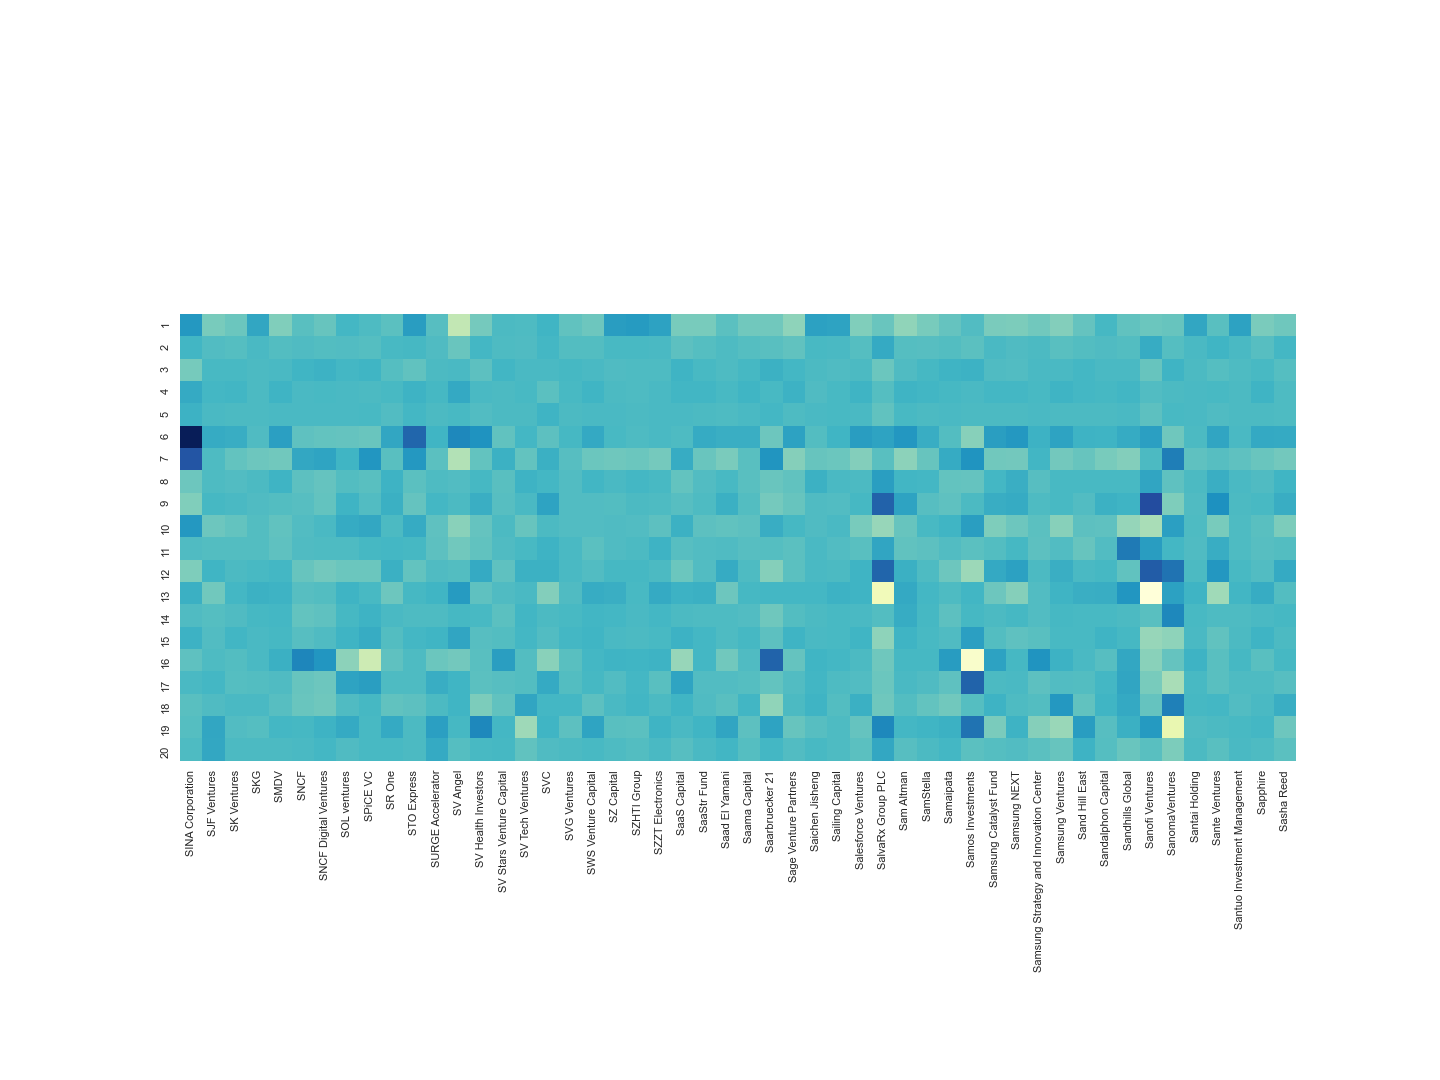 1
2
3
4
5
6
7
8
9
10
11
12
13
14
15
16
17
18
19
20
SINA Corporation
SJF Ventures
SK Ventures
SKG
SMDV
SNCF
SNCF Digital Ventures
SOL ventures
SPiCE VC
SR One
STO Express
SURGE Accelerator
SV Angel
SV Health Investors
SV Stars Venture Capital
SV Tech Ventures
SVC
SVG Ventures
SWS Venture Capital
SZ Capital
SZHTI Group
SZZT Electronics
SaaS Capital
SaaStr Fund
Saad El Yamani
Saama Capital
Saarbruecker 21
Sage Venture Partners
Saichen Jisheng
Sailing Capital
Salesforce Ventures
SalvaRx Group PLC
Sam Altman
SamStella
Samaipata
Samos Investments
Samsung Catalyst Fund
Samsung NEXT
Samsung Strategy and Innovation Center
Samsung Ventures
Sand Hill East
Sandalphon Capital
Sandhills Global
Sanofi Ventures
SanomaVentures
Santai Holding
Sante Ventures
Santuo Investment Management
Sapphire
Sasha Reed